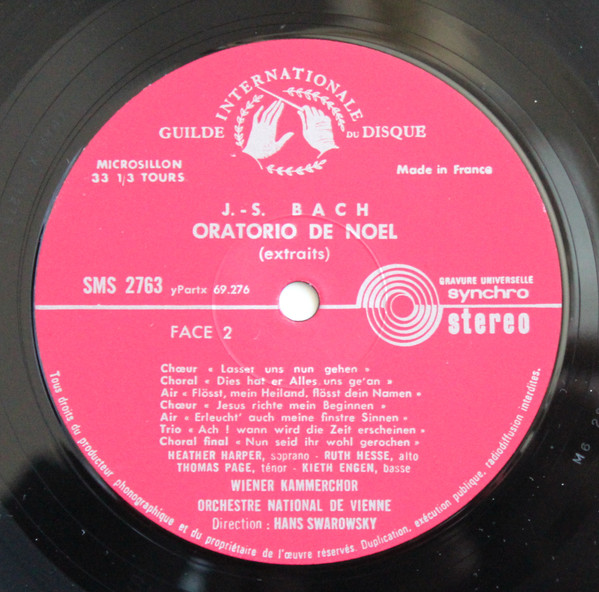 GUILDE INTERNATIONALE DU DISQUE
MICROSILLON
33 1/3 TOURS
Made in France
J.-S. BACH
ORATORIO DE NOEL
(extraits)
SMS 2763 yPartx 69.276
GRAVURE UNIVERSELLE
synchro
stereo
FACE 2
Chœur « Lasser uns nun gehen »
Choral « Dies hat er Alles uns ge'an »
Air « Flösst, mein Heiland, flösst dein Namen »
Chœur « Jesus richte mein Beginnen »
Air « Erleucht' auch meine finstre Sinnen »
Trio « Ach ! wann wird die Zeit erscheinen »
Choral final « Nun seid ihr wohl gerochen »
HEATHER HARPER, soprano - RUTH HESSE, alto
THOMAS PAGE, ténor - KIETH ENGEN, basse
WIENER KAMMERCHOR
ORCHESTRE NATIONAL DE VIENNE
Direction : HANS SWAROWSKY
Tous droits du producteur phonographique et du propriétaire de l'œuvre réservés. Duplication, exécution publique, radiodiffusion interdites.